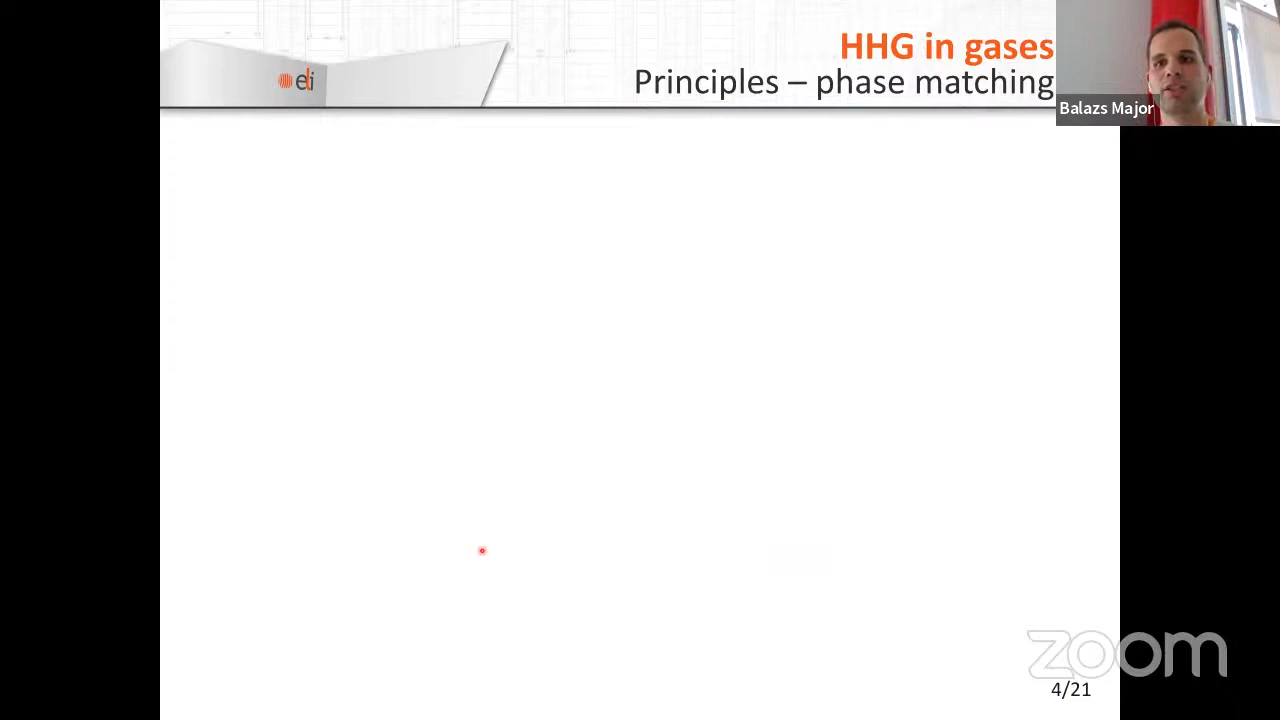 HHG in gases
Principles – phase matching
eli
Balazs Major
zoom
4/21